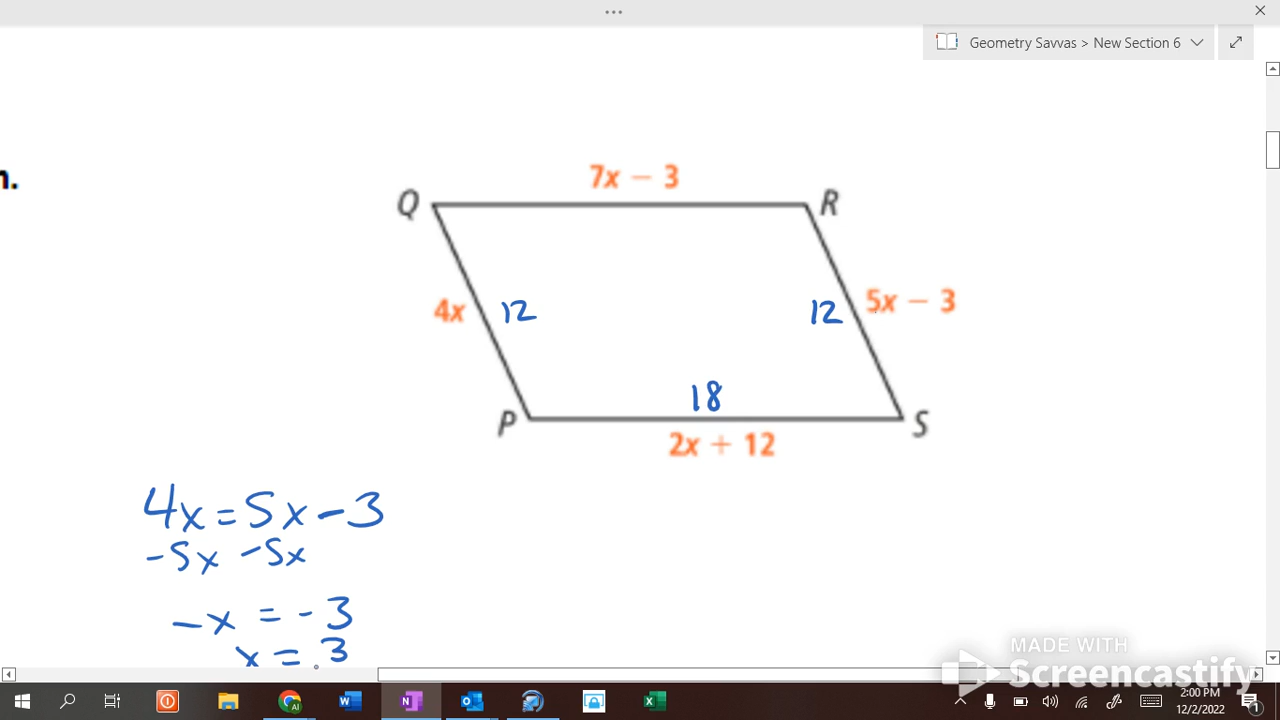 Geometry Savvas > New Section 6
n.
7x − 3
Q
R
4x
12
12
5x − 3
18
P
S
2x + 12
4x = 5x − 3
-5x -5x
-x = -3
x = 3
MADE WITH
Screencastify
2:00 PM
12/2/2022
1